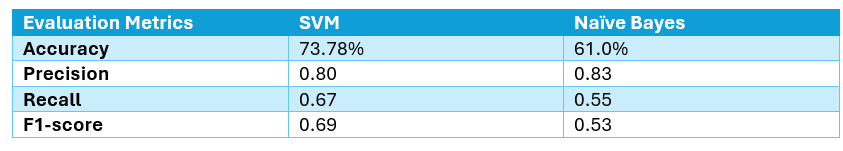 Evaluation Metrics SVM Naïve Bayes
Accuracy 73.78% 61.0%
Precision 0.80 0.83
Recall 0.67 0.55
F1-score 0.69 0.53